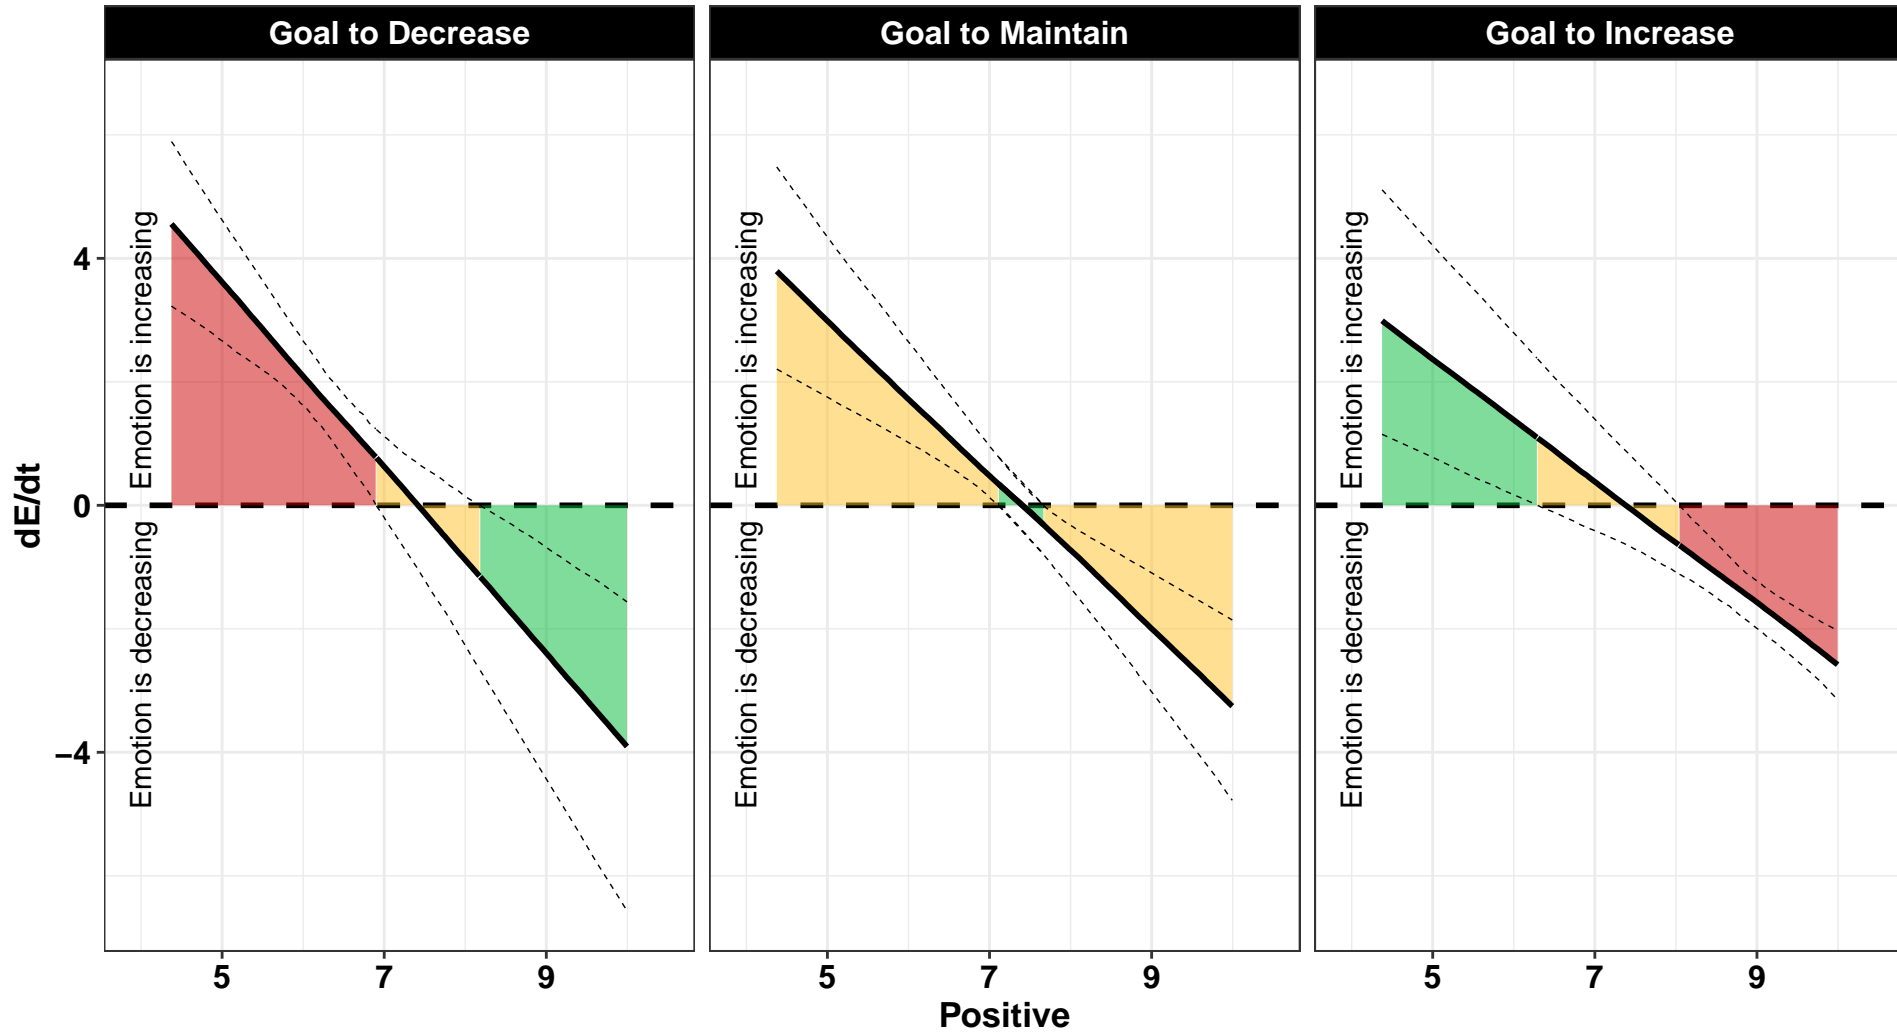 Goal to Decrease
Goal to Maintain
Goal to Increase
dE/dt
4
0
−4
Emotion is increasing
Emotion is decreasing
Emotion is increasing
Emotion is decreasing
Emotion is increasing
Emotion is decreasing
5 7 9
5 7 9
5 7 9
Positive